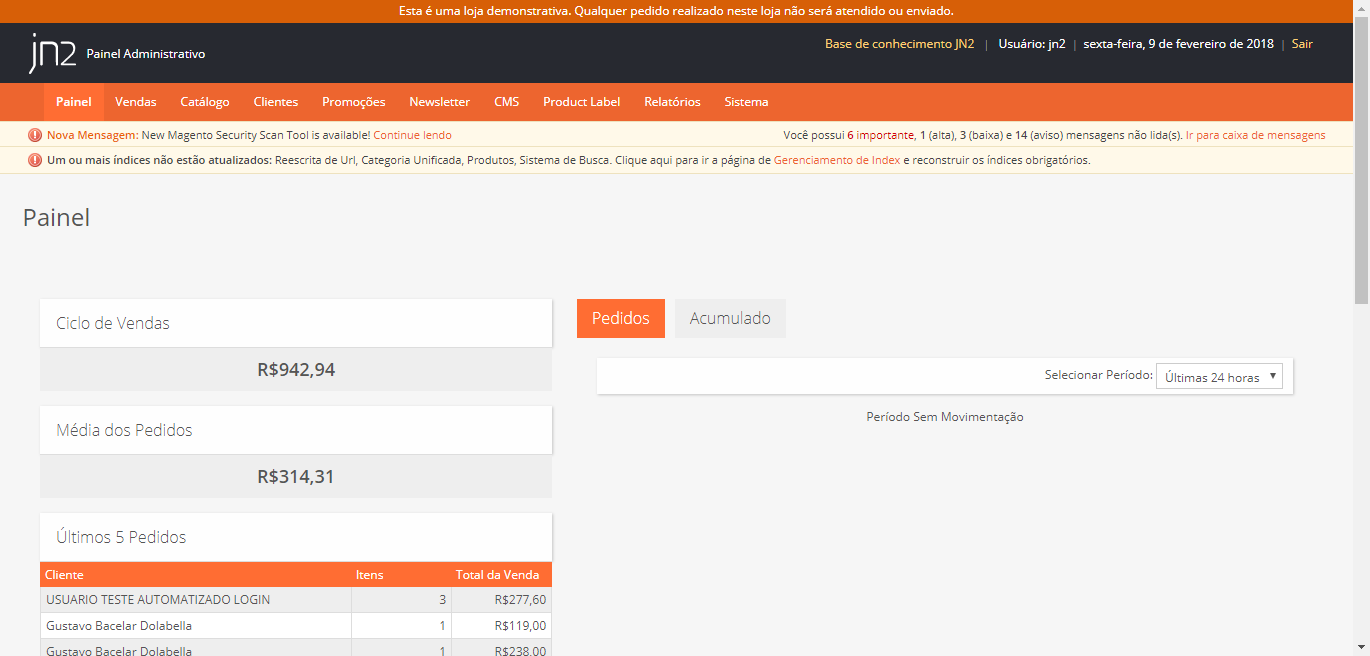 Esta é uma loja demonstrativa. Qualquer pedido realizado neste loja não será atendido ou enviado.
jn2 Painel Administrativo
Base de conhecimento JN2 | Usuário: jn2 | sexta-feira, 9 de fevereiro de 2018 | Sair
Painel Vendas Catálogo Clientes Promoções Newsletter CMS Product Label Relatórios Sistema
Nova Mensagem: New Magento Security Scan Tool is available! Continue lendo
Você possui 6 importante, 1 (alta), 3 (baixa) e 14 (aviso) mensagens não lida(s). Ir para caixa de mensagens
Um ou mais índices não estão atualizados: Reescrita de Url, Categoria Unificada, Produtos, Sistema de Busca. Clique aqui para ir a página de Gerenciamento de Index e reconstruir os índices obrigatórios.
Painel
Ciclo de Vendas
R$942,94
Média dos Pedidos
R$314,31
Últimos 5 Pedidos
Cliente Itens Total da Venda
USUARIO TESTE AUTOMATIZADO LOGIN 3 R$277,60
Gustavo Bacelar Dolabella 1 R$119,00
Gustavo Bacelar Dolabella 1 R$238,00
Pedidos Acumulado
Selecionar Período: Últimas 24 horas
Período Sem Movimentação